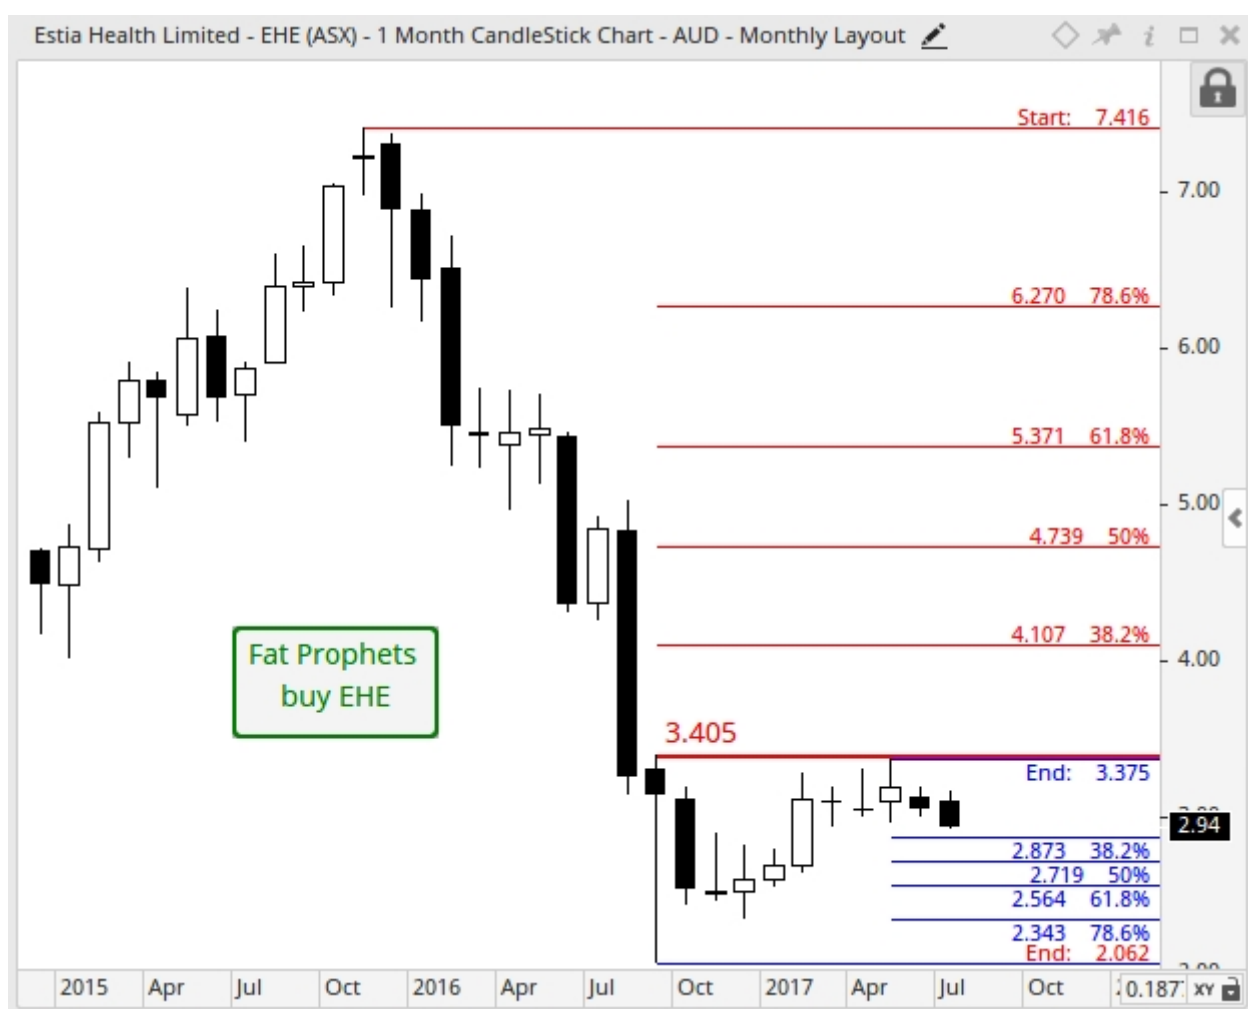 Estia Health Limited - EHE (ASX) - 1 Month CandleStick Chart - AUD - Monthly Layout
Start: 7.416
7.00
6.270 78.6%
6.00
5.371 61.8%
5.00
4.739 50%
4.107 38.2%
4.00
Fat Prophets
buy EHE
3.405
End: 3.375
2.94
2.873 38.2%
2.719 50%
2.564 61.8%
2.343 78.6%
End: 2.062
2015 Apr Jul Oct 2016 Apr Jul Oct 2017 Apr Jul Oct 0.187 XY